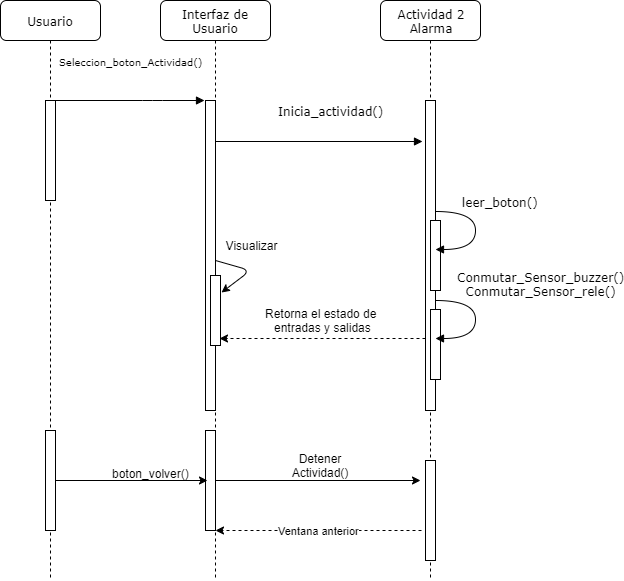 Usuario
Interfaz de
Usuario
Actividad 2
Alarma
Seleccion_boton_Actividad()
Inicia_actividad()
leer_boton()
Visualizar
Conmutar_Sensor_buzzer()
Conmutar_Sensor_rele()
Retorna el estado de
entradas y salidas
Detener
Actividad()
boton_volver()
Ventana anterior